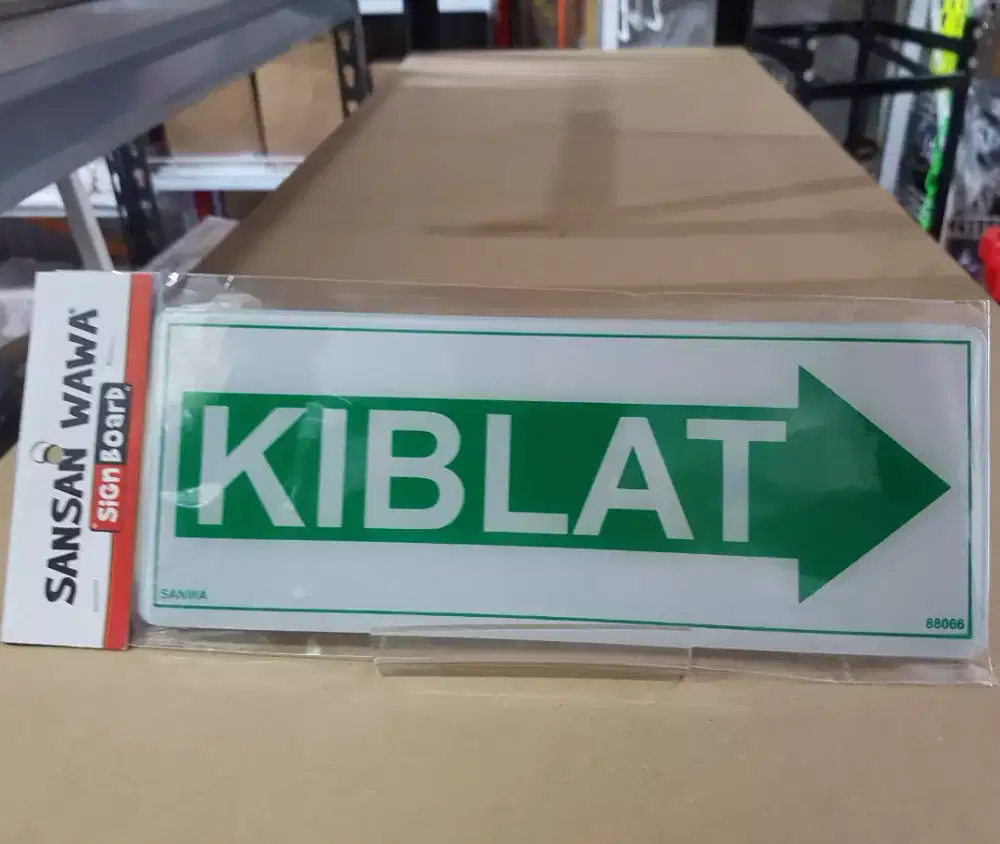 SANSAN WAWA
SiGn BoarD
KIBLAT
SANWA
88066